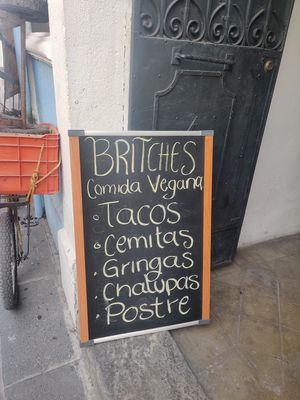 BRITCHES
Comida Vegana
· Tacos
· Cemitas
· Gringas
· Chalupas
· Postre